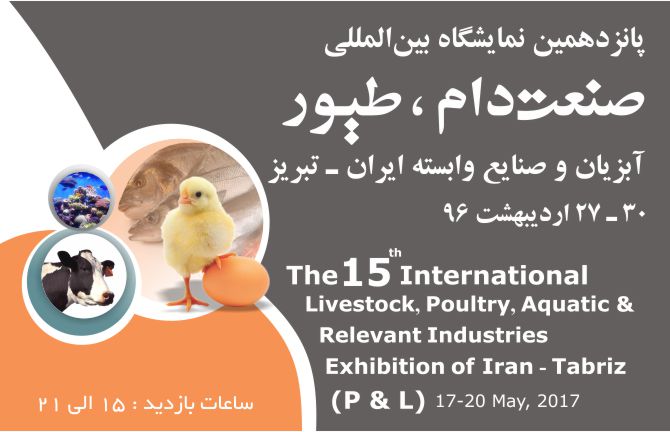 پانزدهمین نمایشگاه بین‌المللی
صنعت‌دام ، طیور
آبزیان و صنایع وابسته ایران ـ تبریز
۳۰ ـ ۲۷ اردیبهشت ۹۶
The 15th International
Livestock, Poultry, Aquatic &
Relevant Industries
Exhibition of Iran - Tabriz
(P & L) 17-20 May, 2017
ساعات بازدید : ۱۵ الی ۲۱